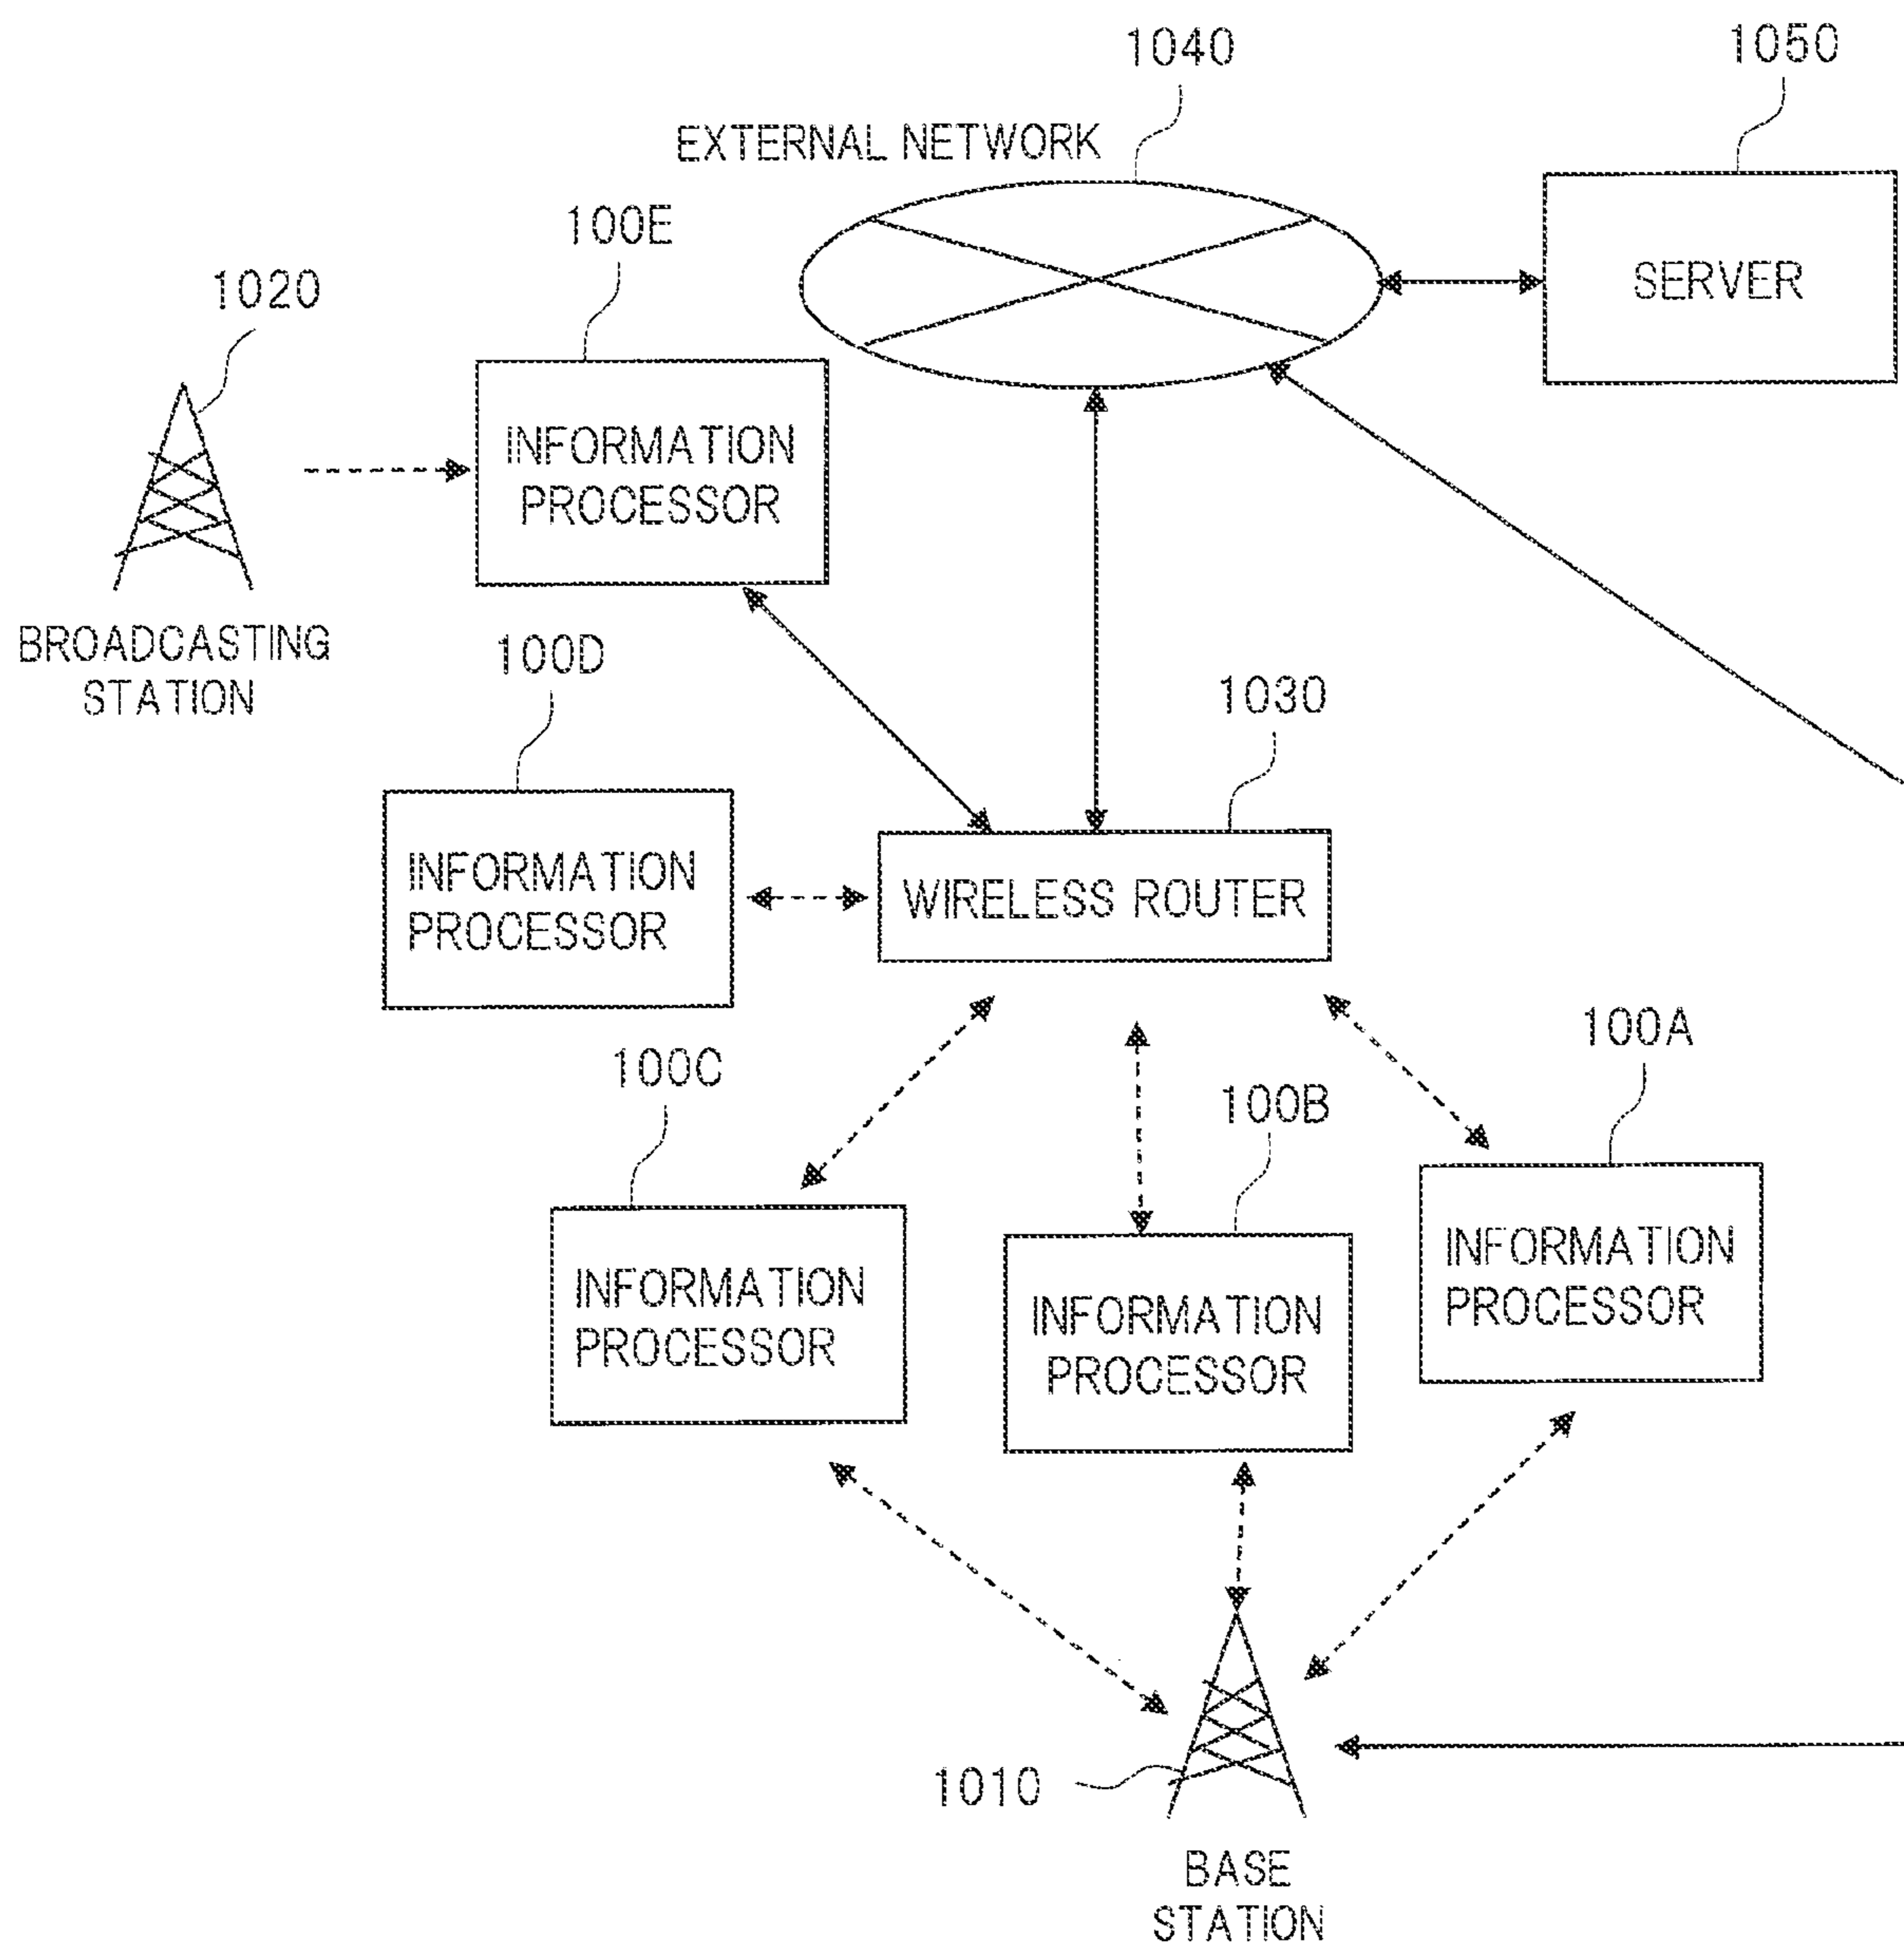 1040
1050
EXTERNAL NETWORK
100E
1020
SERVER
INFORMATION
PROCESSOR
BROADCASTING
STATION
100D
1030
INFORMATION
PROCESSOR
WIRELESS ROUTER
100C
100B
100A
INFORMATION
PROCESSOR
INFORMATION
PROCESSOR
INFORMATION
PROCESSOR
1010
BASE
STATION